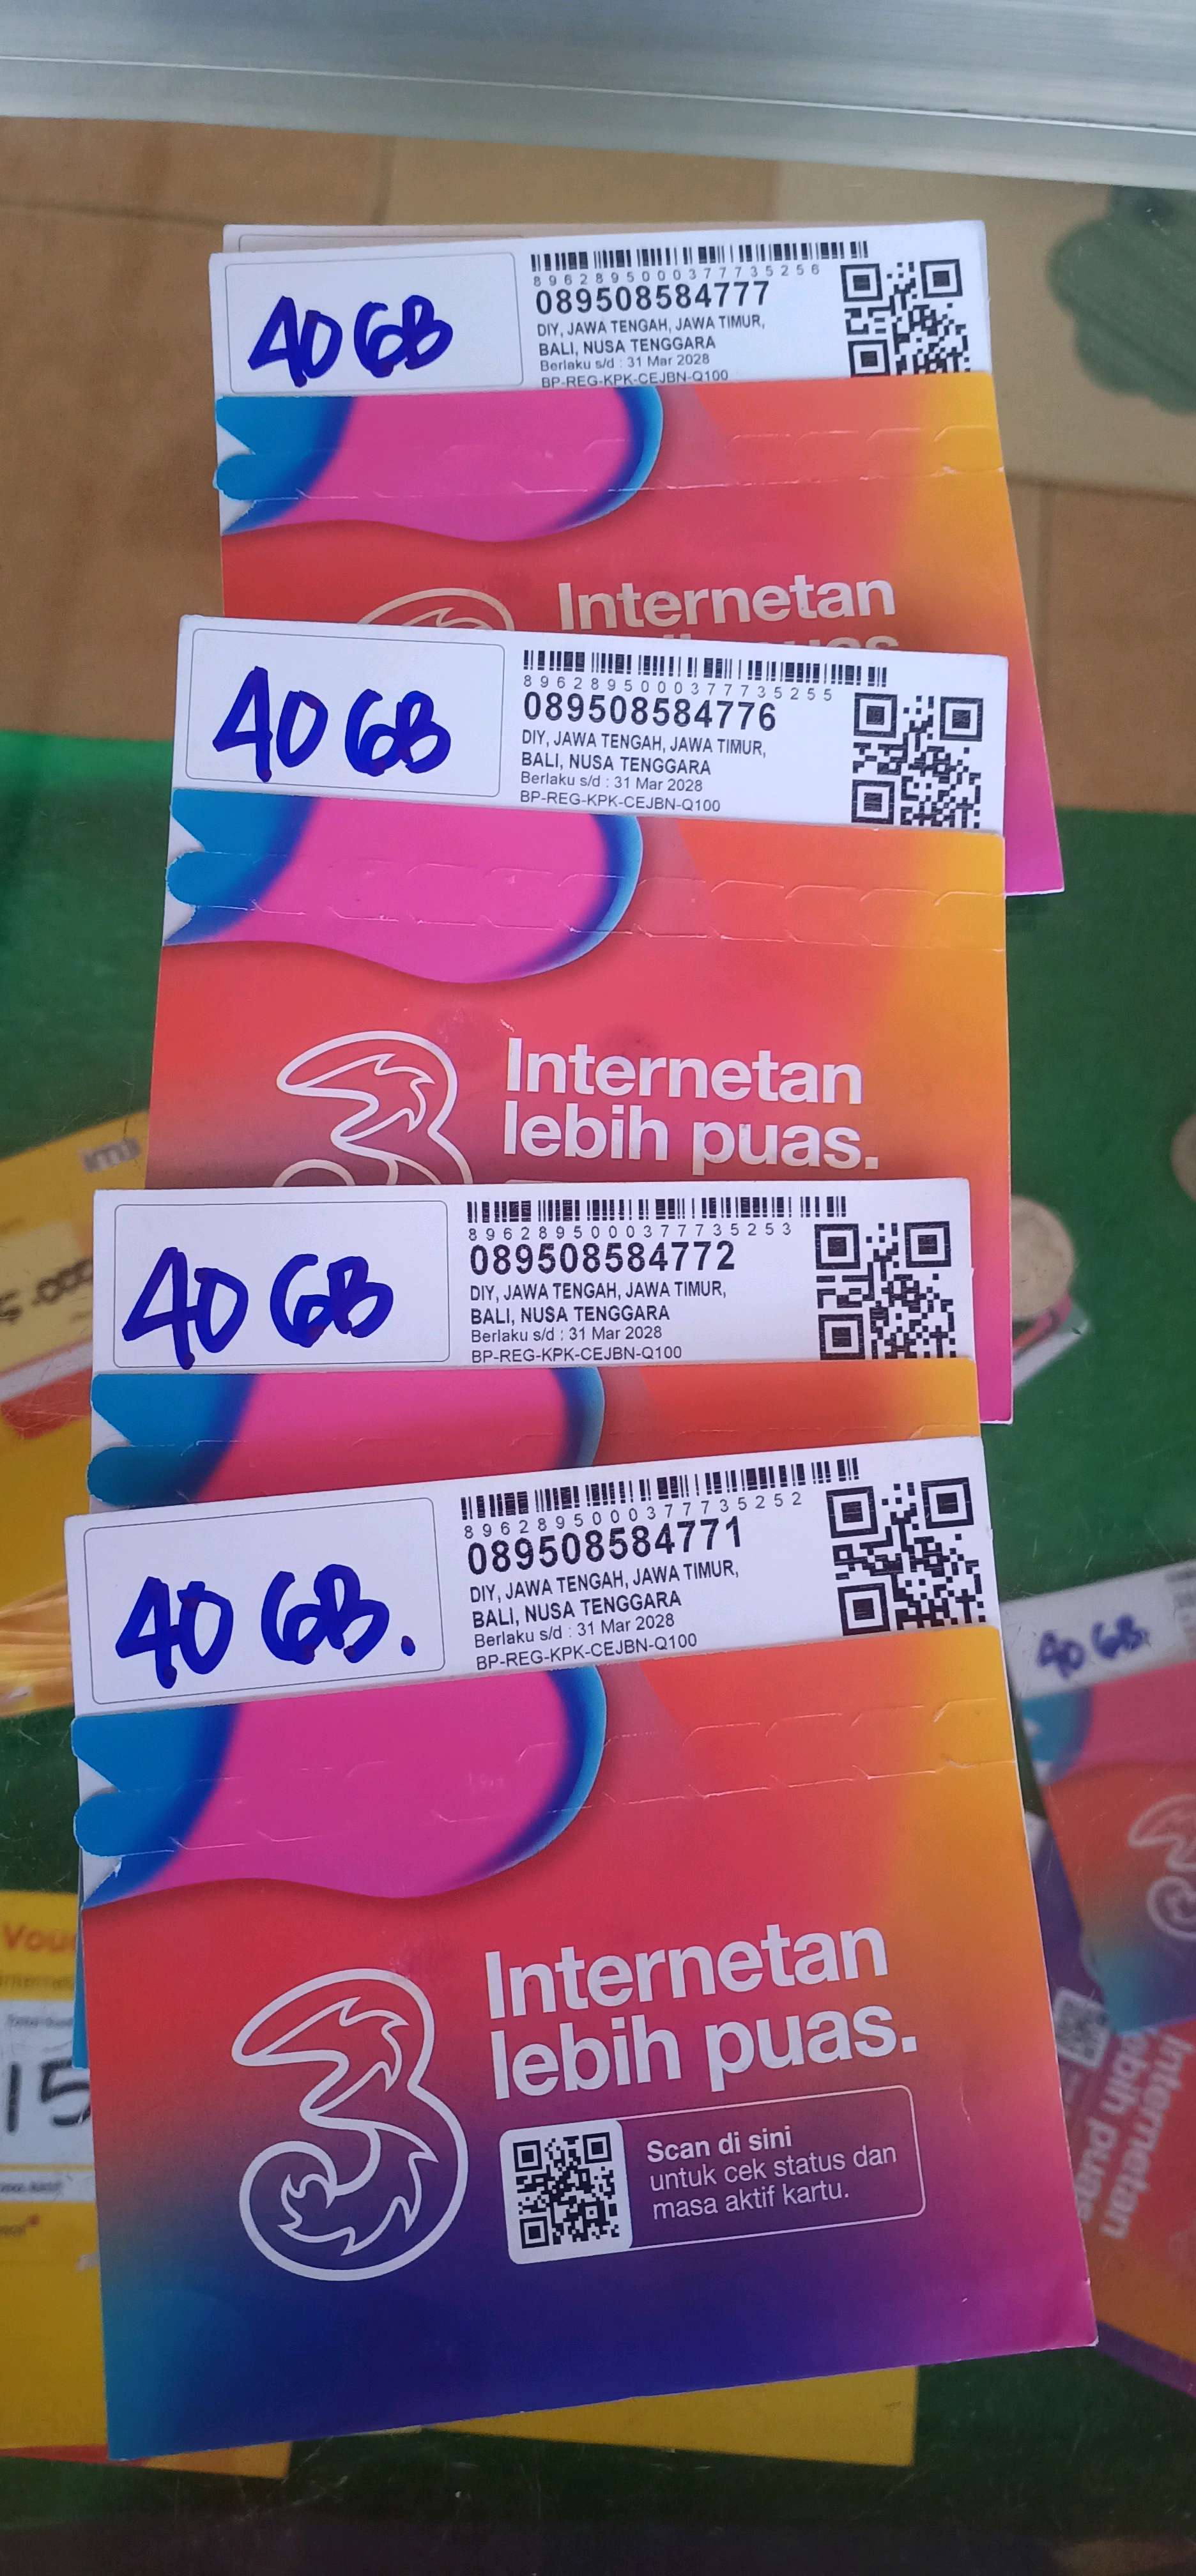 40 GB
8962895000377735256
089508584777
DIY, JAWA TENGAH, JAWA TIMUR,
BALI, NUSA TENGGARA
Berlaku s/d : 31 Mar 2028
BP-REG-KPK-CEJBN-Q100
Internetan
40 GB
8962895000377735255
089508584776
DIY, JAWA TENGAH, JAWA TIMUR,
BALI, NUSA TENGGARA
Berlaku s/d : 31 Mar 2028
BP-REG-KPK-CEJBN-Q100
Internetan
lebih puas.
40 GB
8962895000377735253
089508584772
DIY, JAWA TENGAH, JAWA TIMUR,
BALI, NUSA TENGGARA
Berlaku s/d : 31 Mar 2028
BP-REG-KPK-CEJBN-Q100
40 GB.
8962895000377735252
089508584771
DIY, JAWA TENGAH, JAWA TIMUR,
BALI, NUSA TENGGARA
Berlaku s/d : 31 Mar 2028
BP-REG-KPK-CEJBN-Q100
3
Internetan
lebih puas.
Scan di sini
untuk cek status dan
masa aktif kartu.
40 GB.
Internetan
15